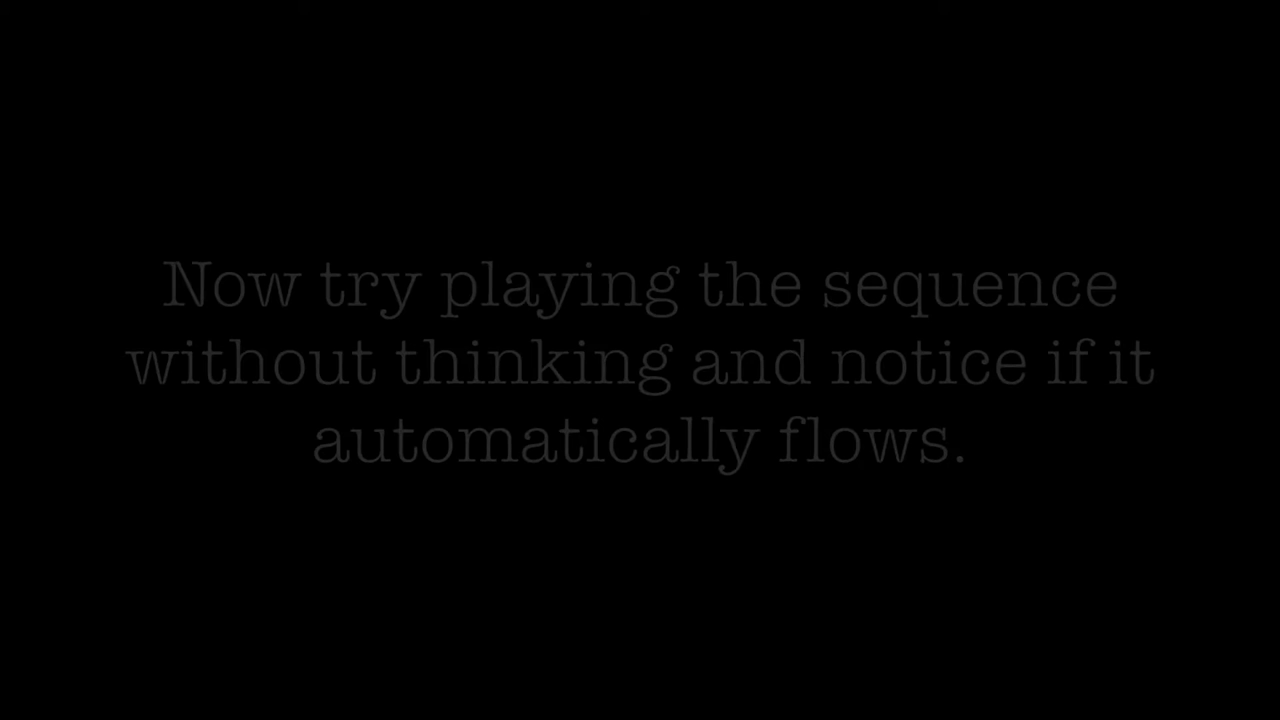 Now try playing the sequence
without thinking and notice if it
automatically flows.